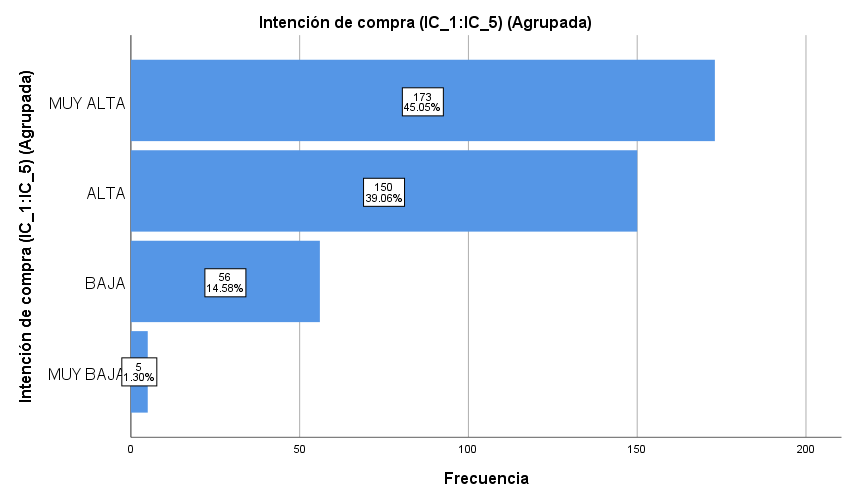 Intención de compra (IC_1:IC_5) (Agrupada)
Intención de compra (IC_1:IC_5) (Agrupada)
MUY ALTA
173
45.05%
ALTA
150
39.06%
BAJA
56
14.58%
MUY BAJA
5
1.30%
0
50
100
150
200
Frecuencia